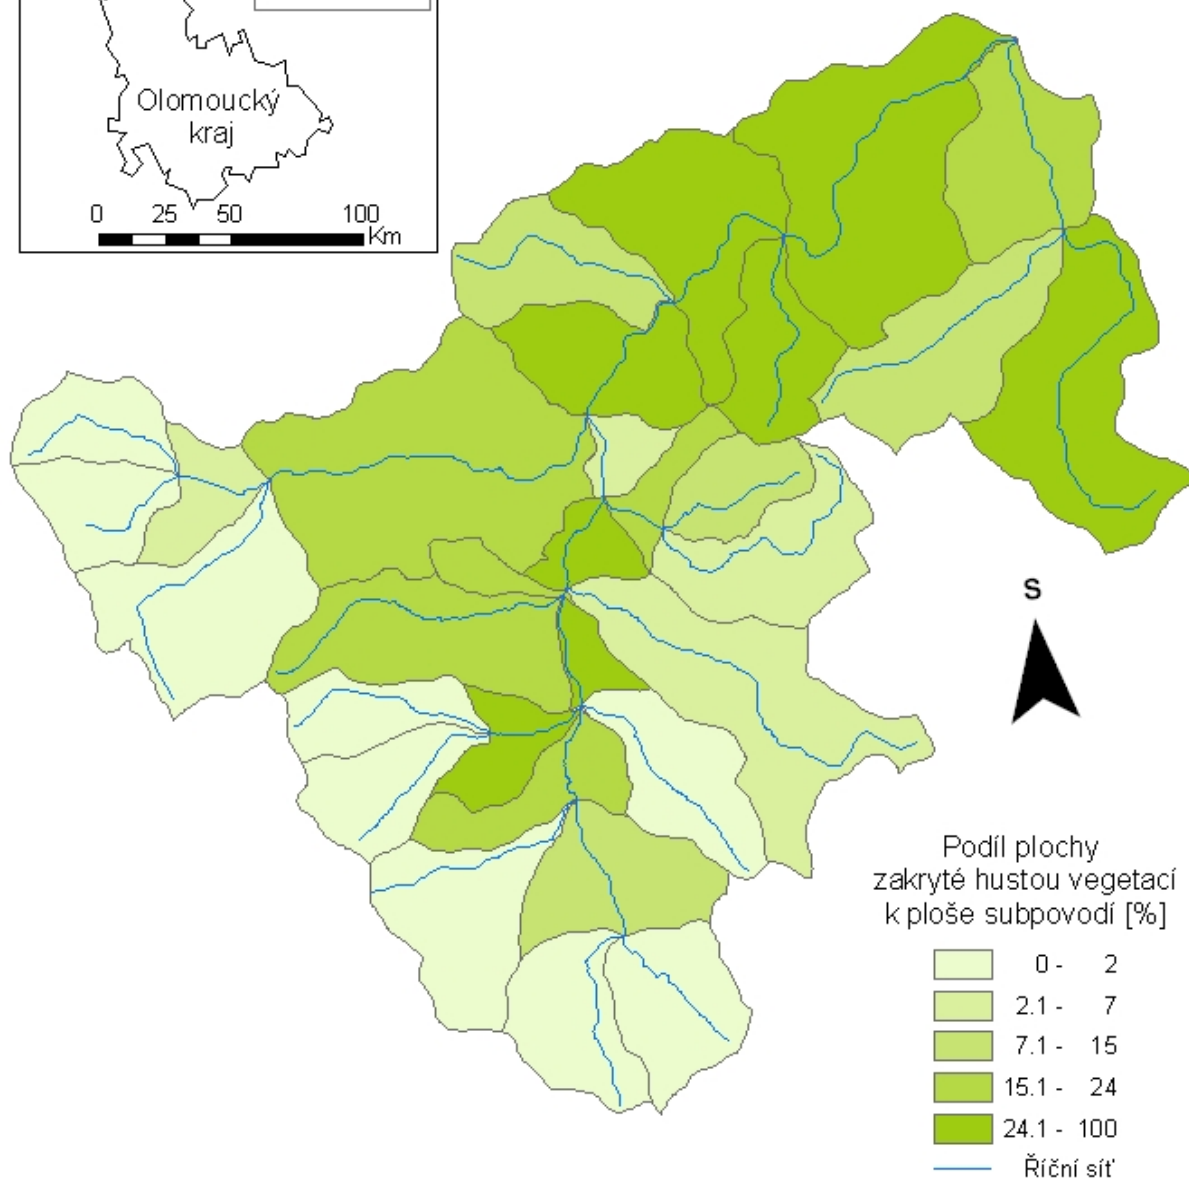 Olomoucký
kraj
0 25 50 100
Km
S
Podíl plochy
zakryté hustou vegetací
k ploše subpovodí [%]
0 - 2
2.1 - 7
7.1 - 15
15.1 - 24
24.1 - 100
Říční síť